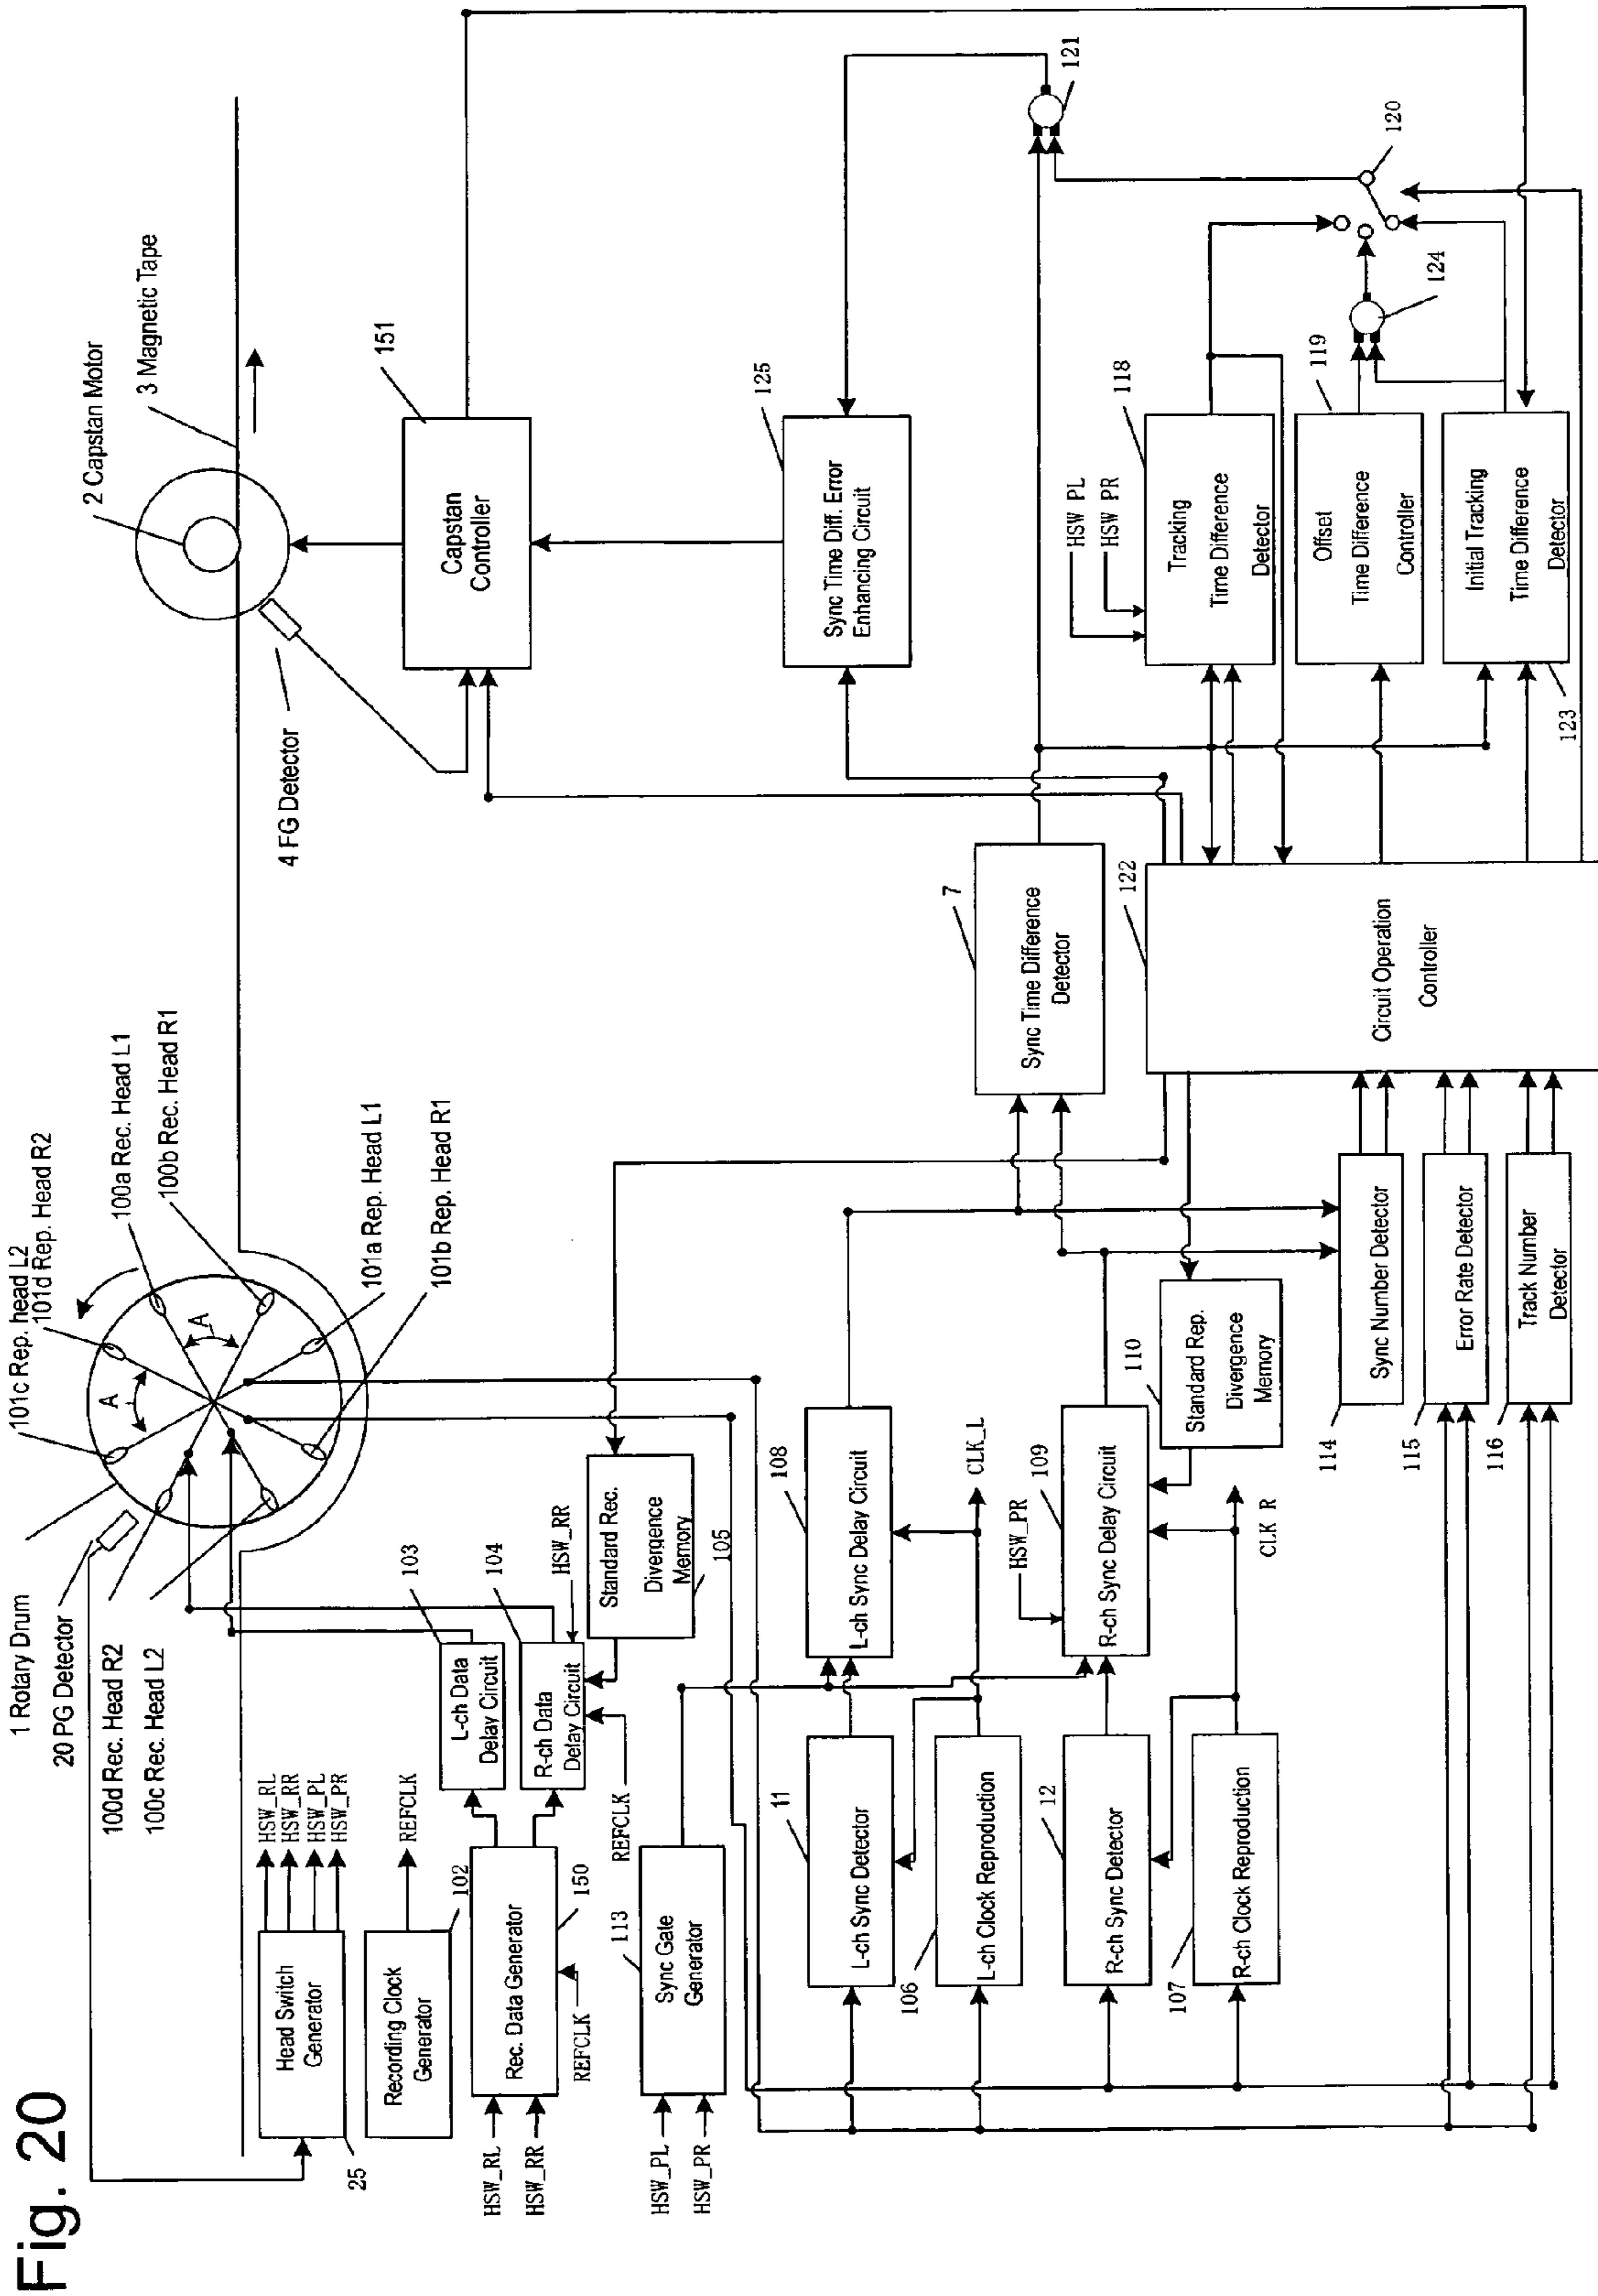 Fig. 20
1 Rotary Drum
20 PG Detector
100d Rec. Head R2
100c Rec. Head L2
101c Rep. head L2
101d Rep. Head R2
100a Rec. Head L1
100b Rec. Head R1
101a Rep. Head L1
101b Rep. Head R1
A
A
2 Capstan Motor
3 Magnetic Tape
4 FG Detector
Head Switch
Generator
25
HSW_RL
HSW_RR
HSW_PL
HSW_PR
Recording Clock
Generator
102
REFCLK
HSW_RL
HSW_RR
Rec. Data Generator
150
REFCLK
L-ch Data
Delay Circuit
103
R-ch Data
Delay Circuit
104
HSW_RR
REFCLK
Standard Rec.
Divergence
Memory
105
HSW_PL
HSW_PR
Sync Gate
Generator
113
L-ch Sync Detector
11
L-ch Clock Reproduction
106
R-ch Sync Detector
12
R-ch Clock Reproduction
107
L-ch Sync Delay Circuit
108
CLK_L
HSW_PR
R-ch Sync Delay Circuit
109
CLK R
Standard Rep.
Divergence
Memory
110
Sync Number Detector
114
Error Rate Detector
115
Track Number
Detector
116
Sync Time Difference
Detector
7
Circuit Operation
Controller
122
Capstan
Controller
151
Sync Time Diff. Error
Enhancing Circuit
125
HSW PL
HSW PR
Tracking
Time Difference
Detector
118
Offset
Time Difference
Controller
119
Initial Tracking
Time Difference
Detector
123
124
120
121